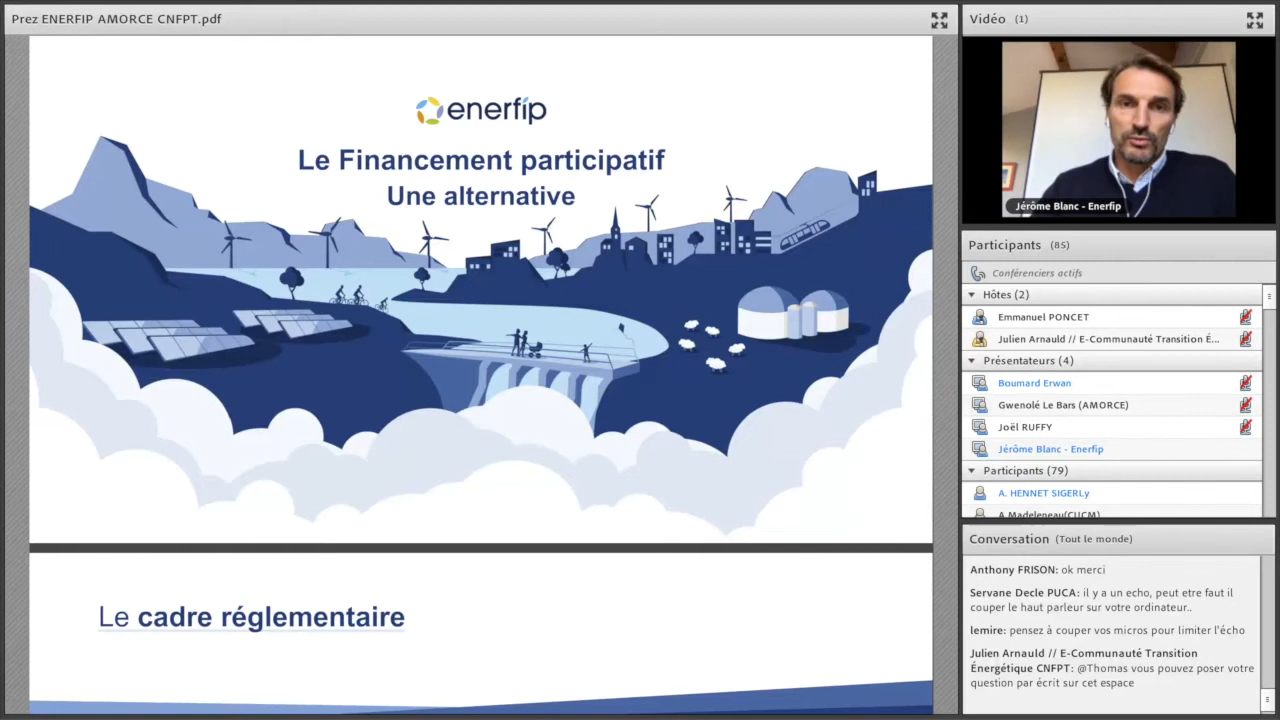 Prez ENERFIP AMORCE CNFPT.pdf
enerfip
Le Financement participatif
Une alternative
Le cadre réglementaire
Vidéo (1)
Jérôme Blanc - Enerfip
Participants (85)
Conférenciers actifs
Hôtes (2)
Emmanuel PONCET
Julien Arnauld // E-Communauté Transition É...
Présentateurs (4)
Boumard Erwan
Gwenolé Le Bars (AMORCE)
Joël RUFFY
Jérôme Blanc - Enerfip
Participants (79)
A. HENNET SIGERLy
A Madeleneau(CUCM)
Conversation (Tout le monde)
Anthony FRISON: ok merci
Servane Decle PUCA: il y a un echo, peut etre faut il
couper le haut parleur sur votre ordinateur..
lemire: pensez à couper vos micros pour limiter l'écho
Julien Arnauld // E-Communauté Transition
Énergétique CNFPT: @Thomas vous pouvez poser votre
question par écrit sur cet espace